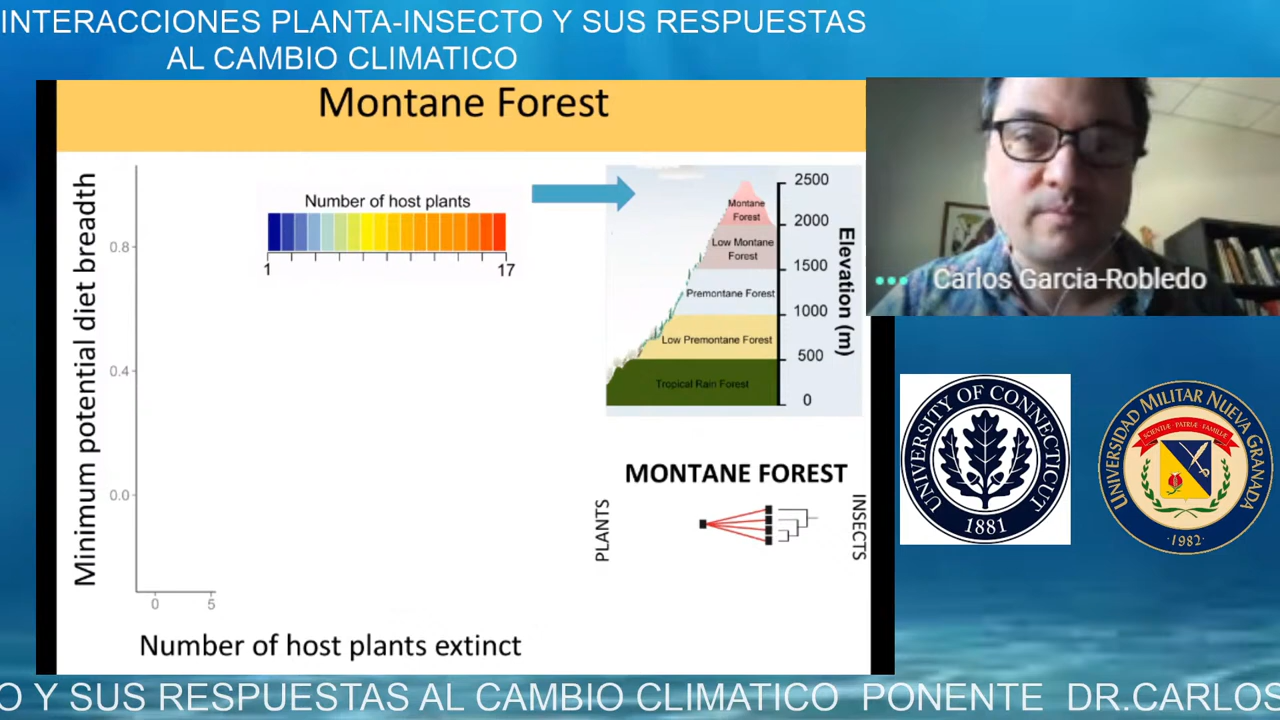 INTERACCIONES PLANTA-INSECTO Y SUS RESPUESTAS
AL CAMBIO CLIMATICO
Montane Forest
Minimum potential diet breadth
0.8
0.4
0.0
0
5
Number of host plants extinct
Number of host plants
1
17
2500
2000
1500
1000
500
0
Elevation (m)
Montane
Forest
Low Montane
Forest
Premontane Forest
Low Premontane Forest
Tropical Rain Forest
MONTANE FOREST
PLANTS
INSECTS
Carlos Garcia-Robledo
UNIVERSITY OF CONNECTICUT
1881
UNIVERSIDAD MILITAR NUEVA GRANADA
SCIENTIÆ · PATRIÆ · FAMILIÆ
·1982·
O Y SUS RESPUESTAS AL CAMBIO CLIMATICO PONENTE DR.CARLOS